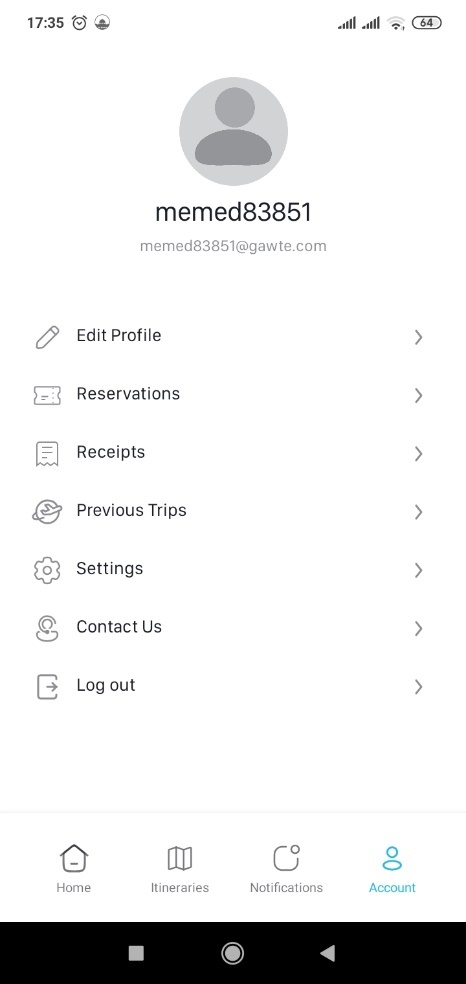 17:35
64
memed83851
memed83851@gawte.com
Edit Profile
Reservations
Receipts
Previous Trips
Settings
Contact Us
Log out
Home
Itineraries
Notifications
Account